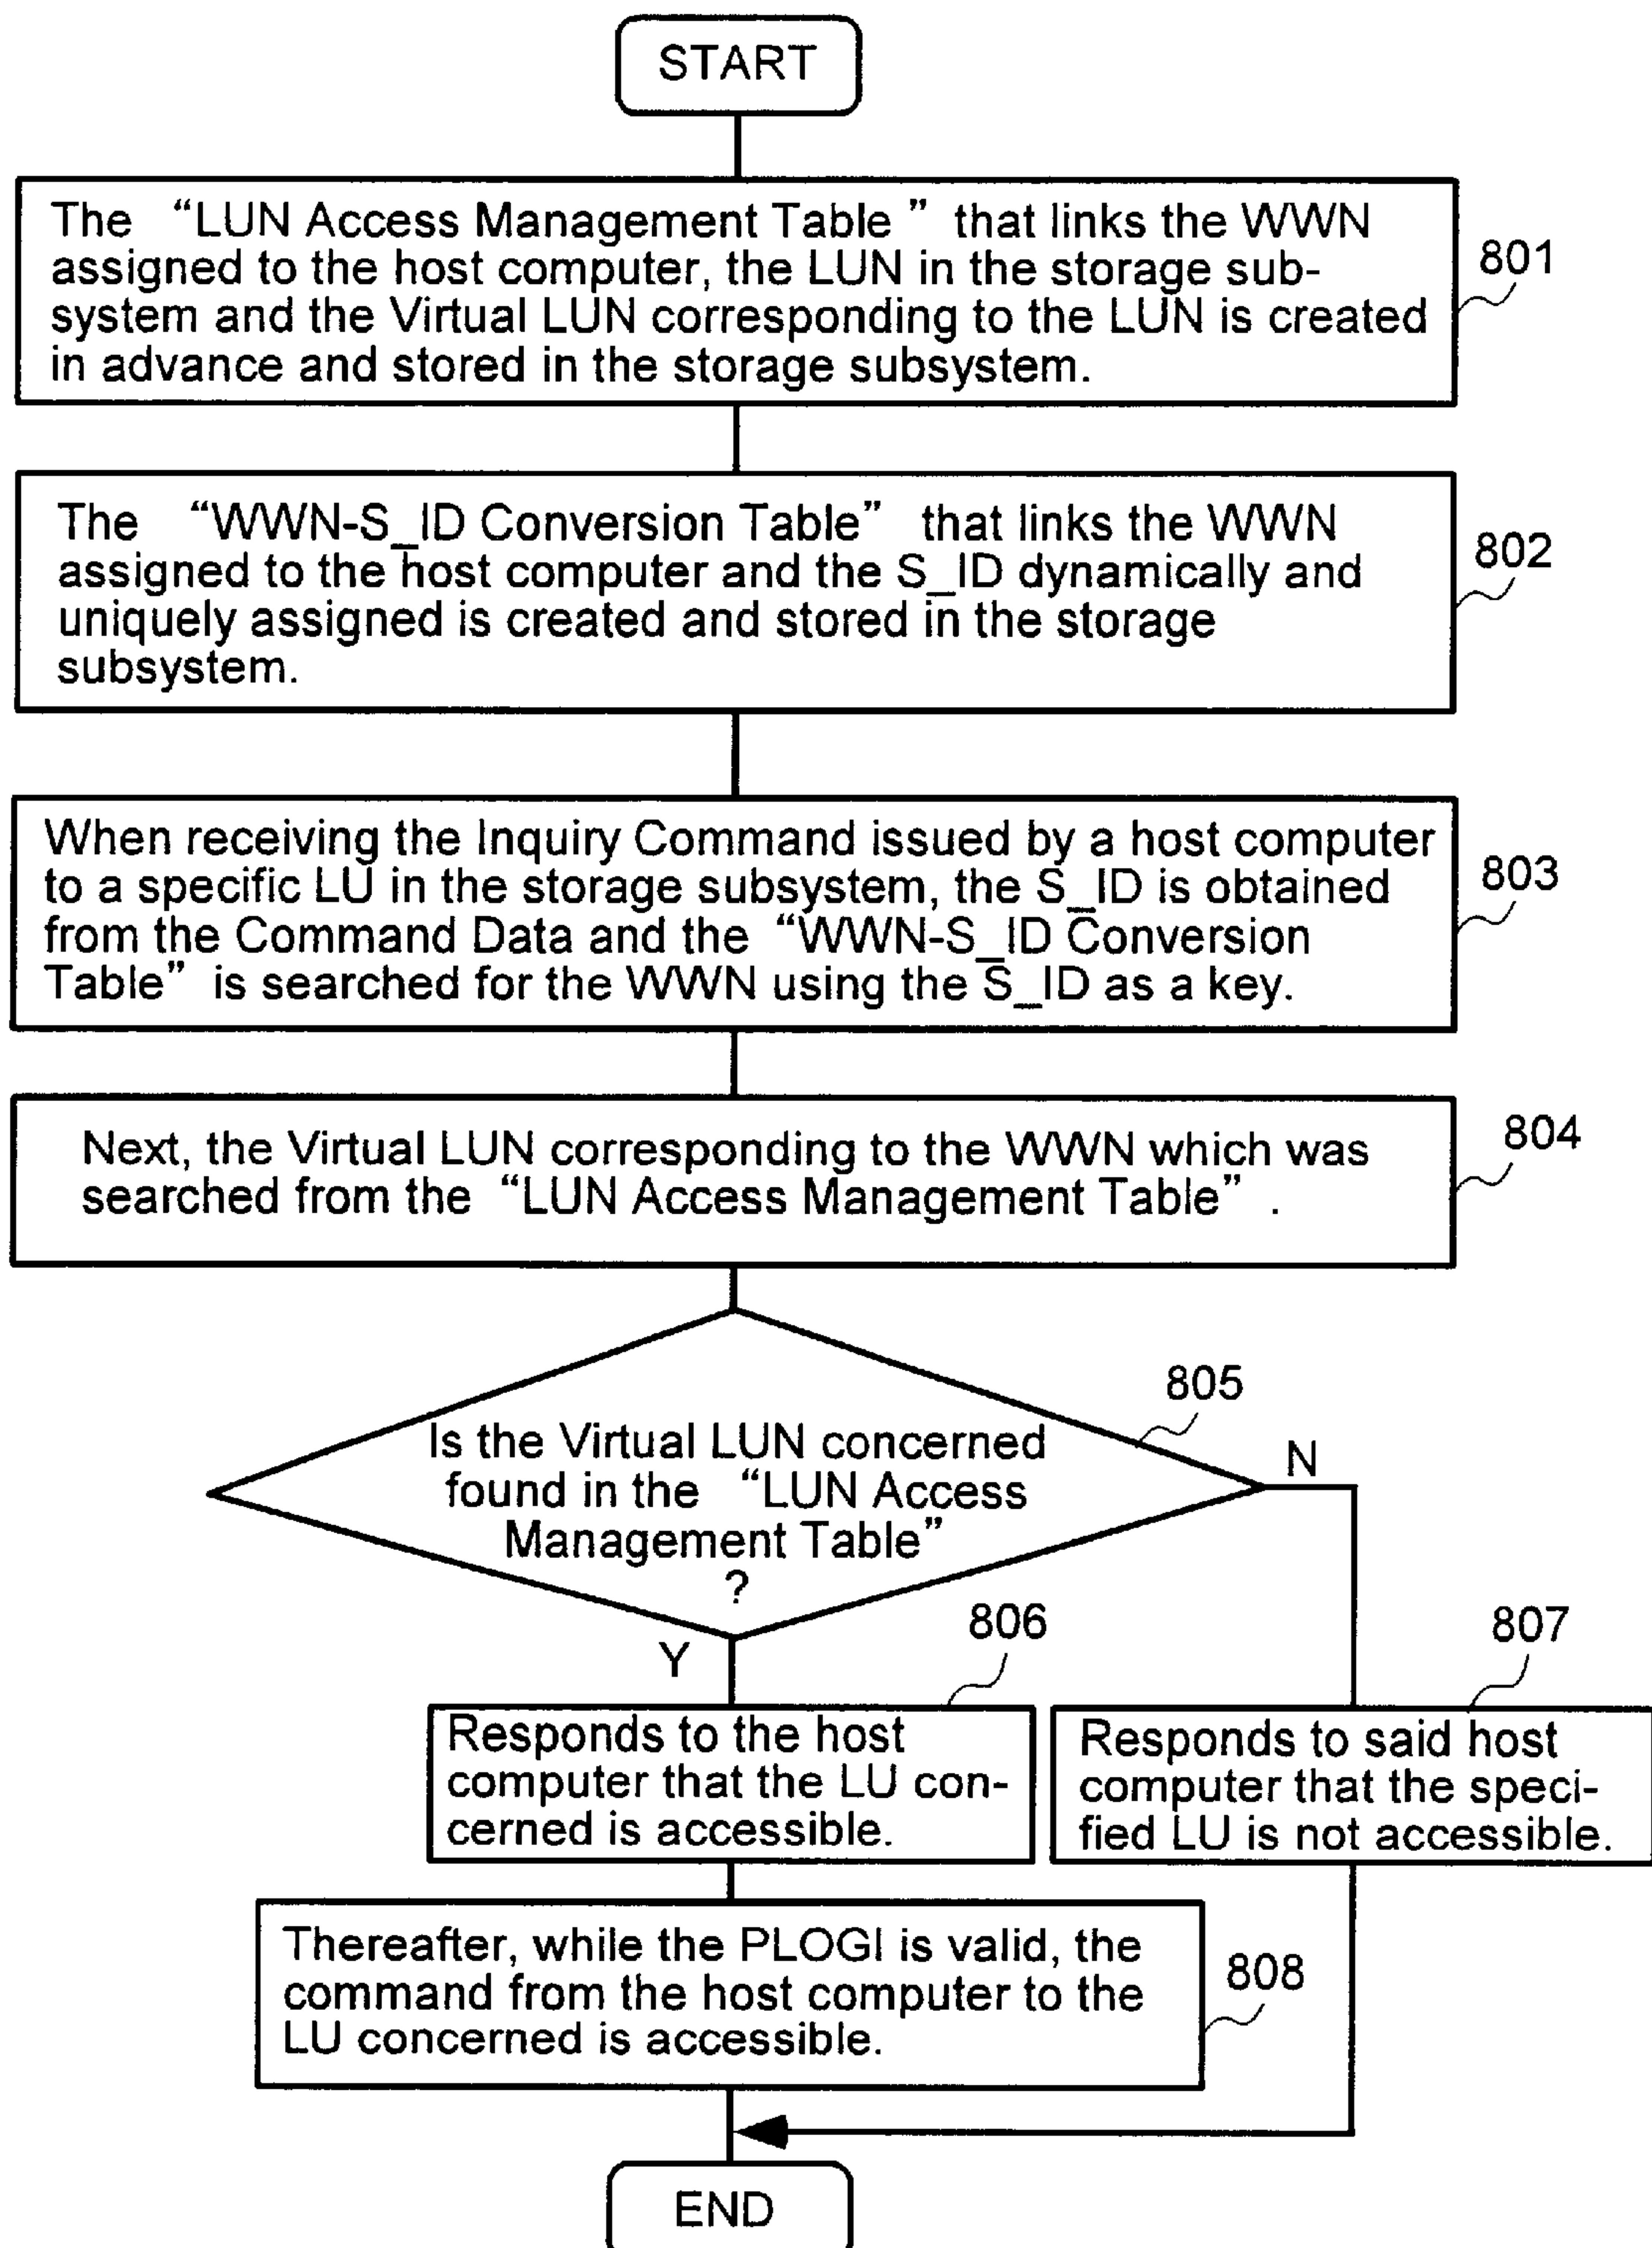 START
The “LUN Access Management Table ” that links the WWN
assigned to the host computer, the LUN in the storage sub-
system and the Virtual LUN corresponding to the LUN is created
in advance and stored in the storage subsystem.
801
The “WWN-S_ID Conversion Table” that links the WWN
assigned to the host computer and the S_ID dynamically and
uniquely assigned is created and stored in the storage
subsystem.
802
When receiving the Inquiry Command issued by a host computer
to a specific LU in the storage subsystem, the S_ID is obtained
from the Command Data and the “WWN-S_ID Conversion
Table” is searched for the WWN using the S_ID as a key.
803
Next, the Virtual LUN corresponding to the WWN which was
searched from the “LUN Access Management Table” .
804
805
Is the Virtual LUN concerned
found in the “LUN Access
Management Table”
?
N
Y
806
Responds to the host
computer that the LU con-
cerned is accessible.
807
Responds to said host
computer that the speci-
fied LU is not accessible.
Thereafter, while the PLOGI is valid, the
command from the host computer to the
LU concerned is accessible.
808
END